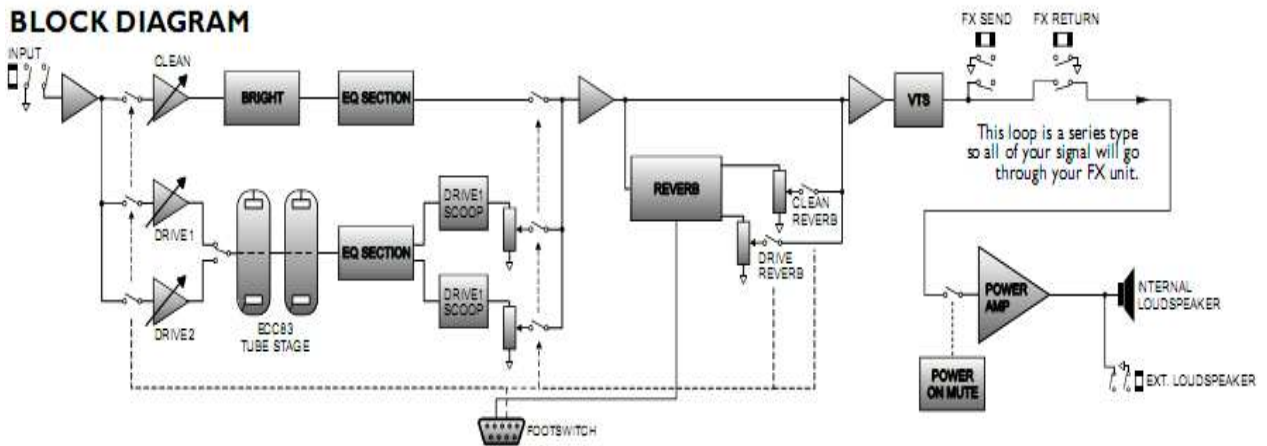 BLOCK DIAGRAM
FX SEND
FX RETURN
INPUT
CLEAN
BRIGHT
EQ SECTION
VTS
This loop is a series type
so all of your signal will go
through your FX unit.
DRIVE1
DRIVE1
SCOOP
REVERB
CLEAN
REVERB
EQ SECTION
DRIVE
REVERB
DRIVE1
SCOOP
DRIVE2
ECC83
TUBE STAGE
POWER
AMP
NTERNAL
LOUDSPEAKER
POWER
ON MUTE
EXT. LOUDSPEAKER
FOOTSWITCH